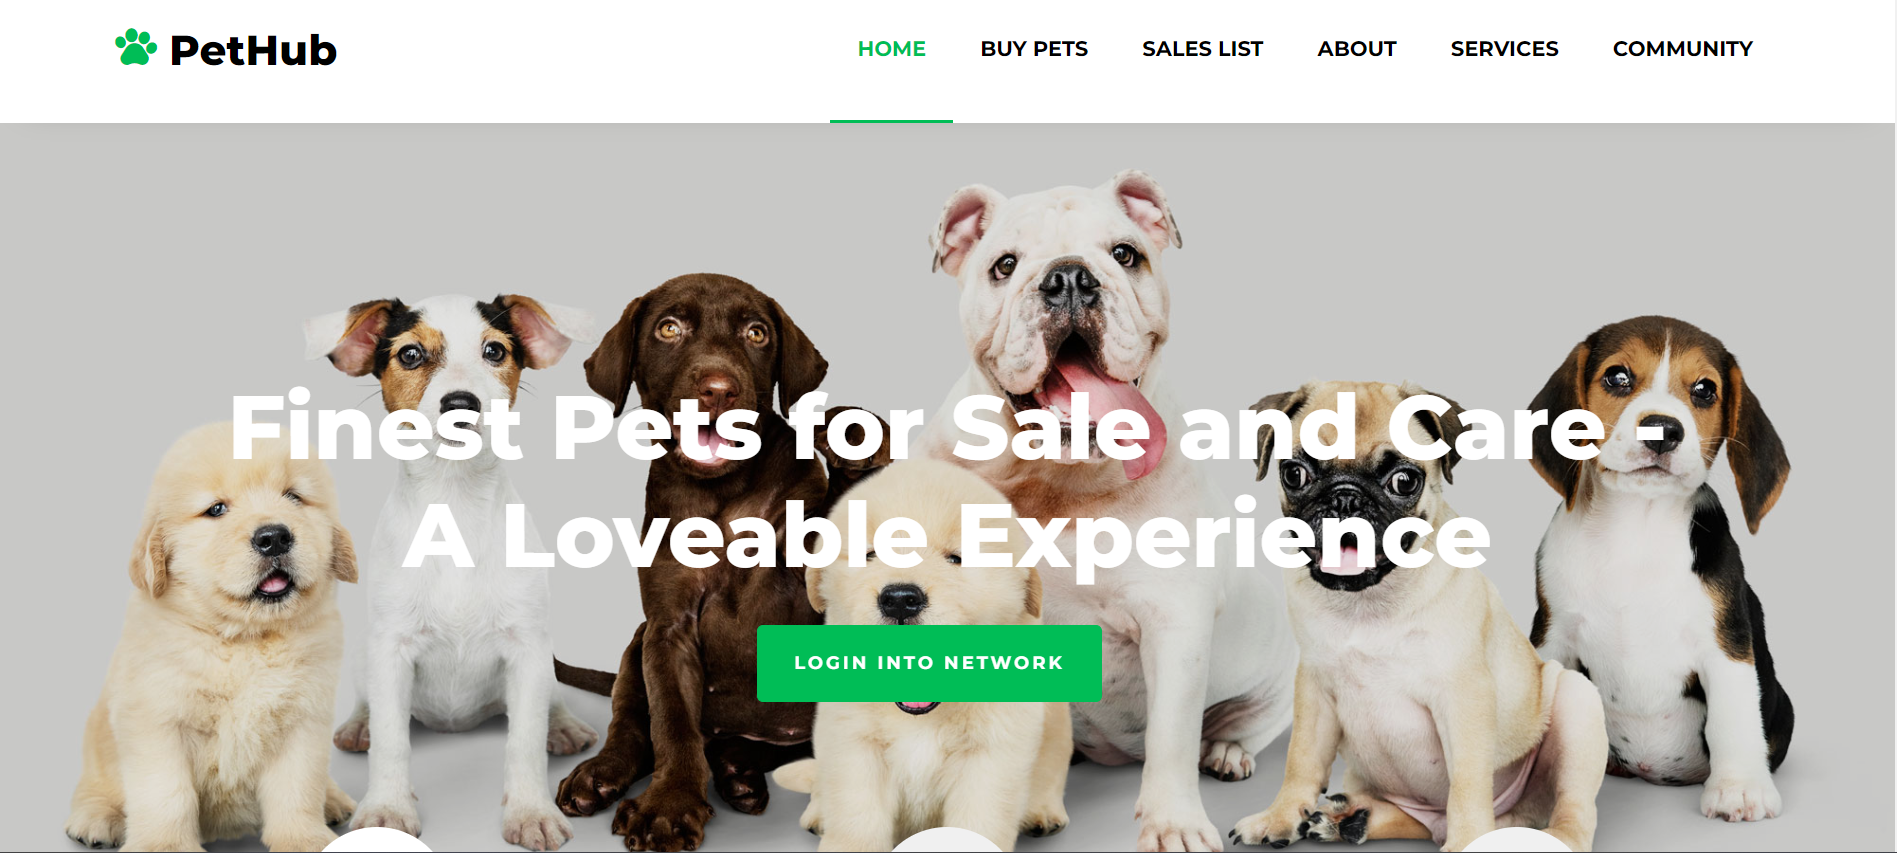 PetHub
HOME BUY PETS SALES LIST ABOUT SERVICES COMMUNITY
Finest Pets for Sale and Care -
A Loveable Experience
LOGIN INTO NETWORK